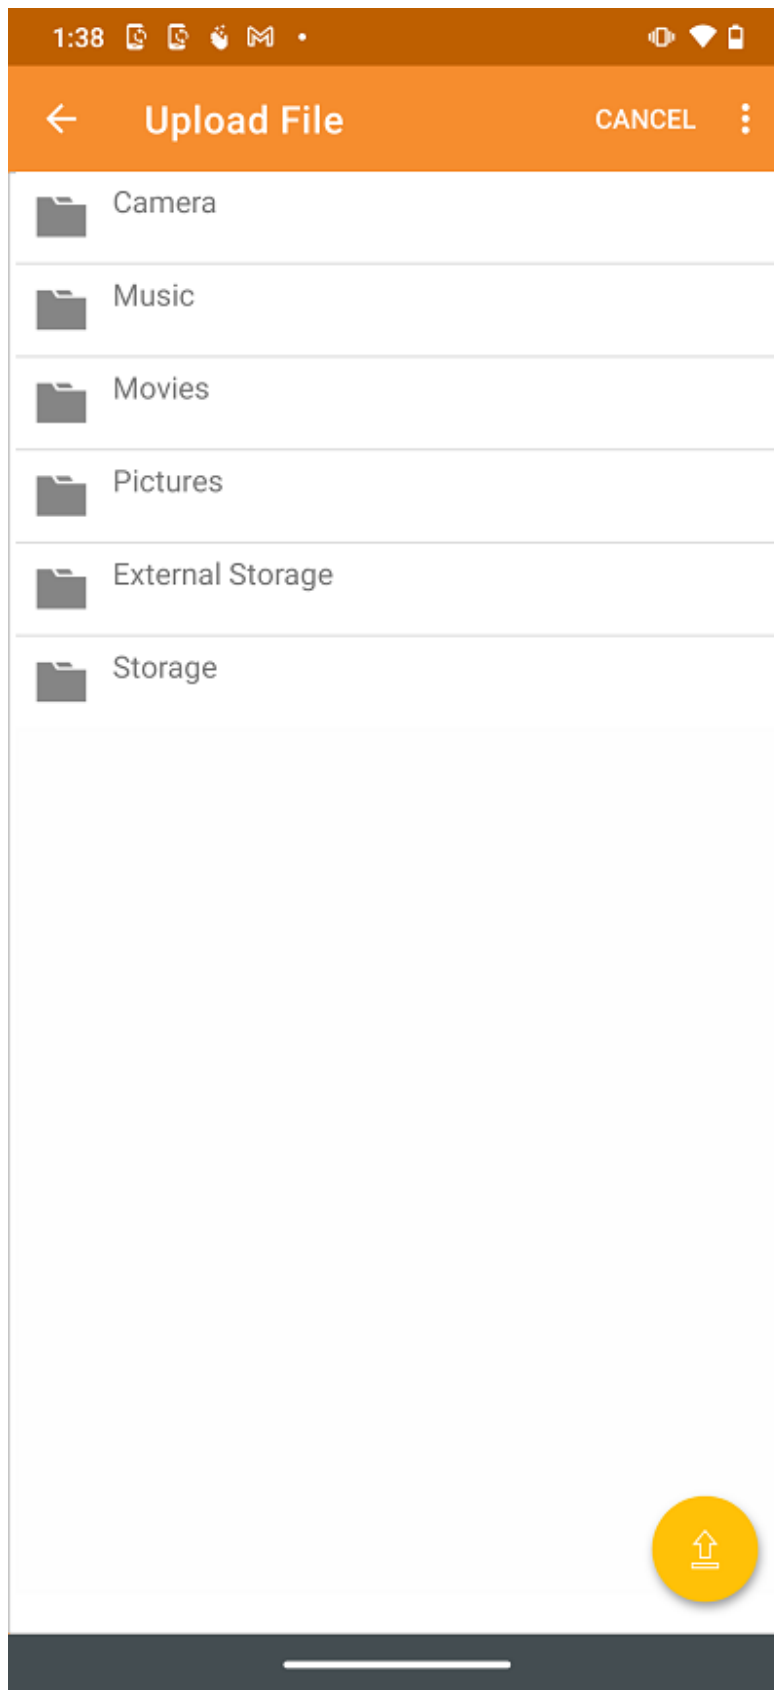 1:38
Upload File
CANCEL
Camera
Music
Movies
Pictures
External Storage
Storage